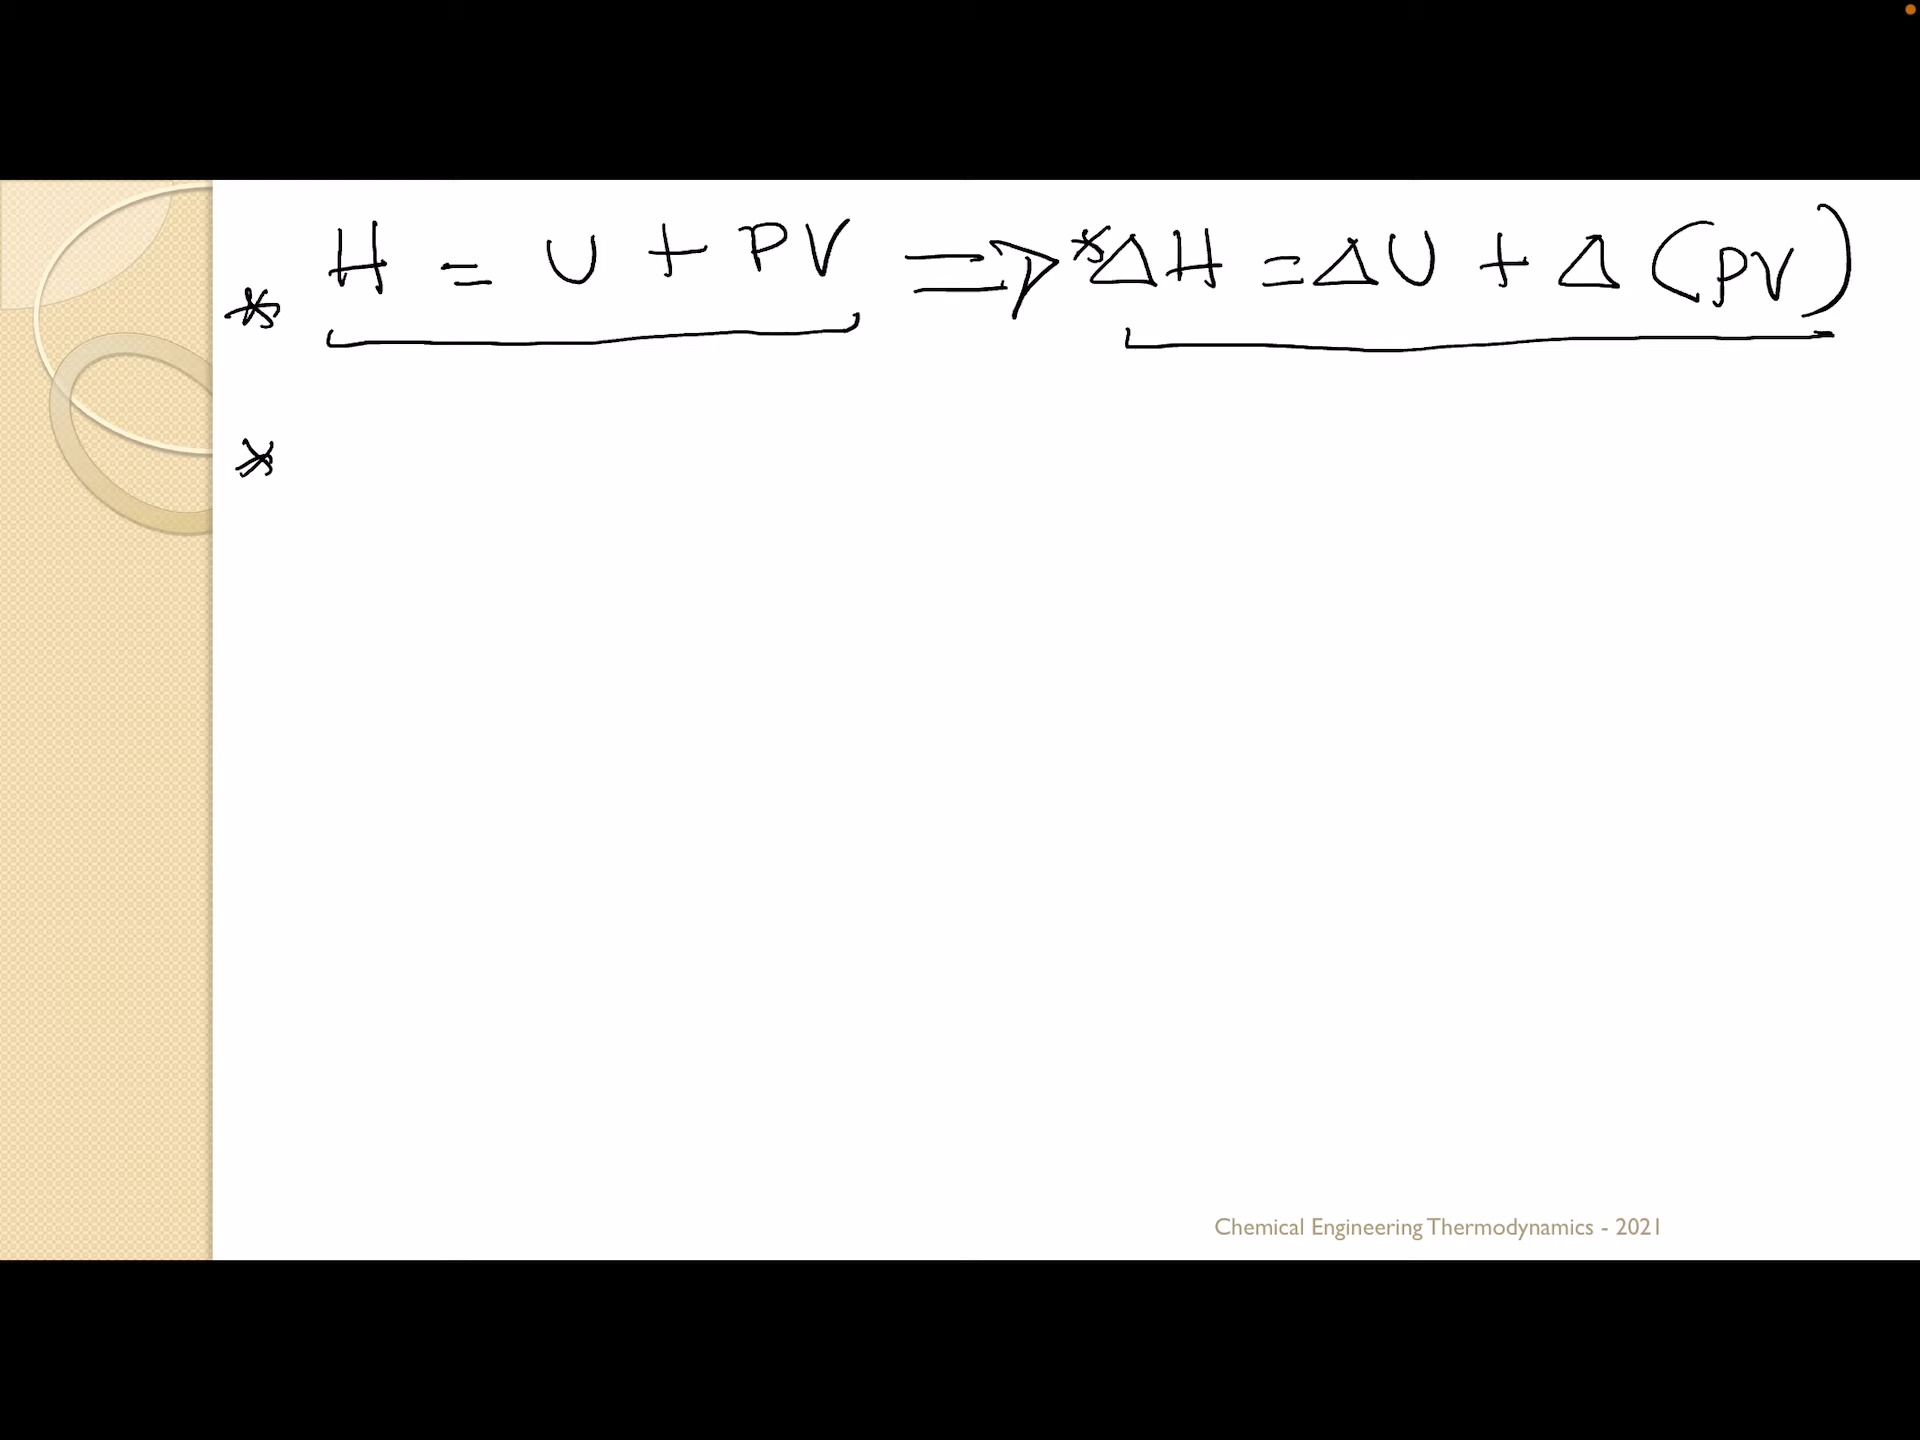 * H = U + PV ⇒ *ΔH = ΔU + Δ(PV)
*
Chemical Engineering Thermodynamics - 2021